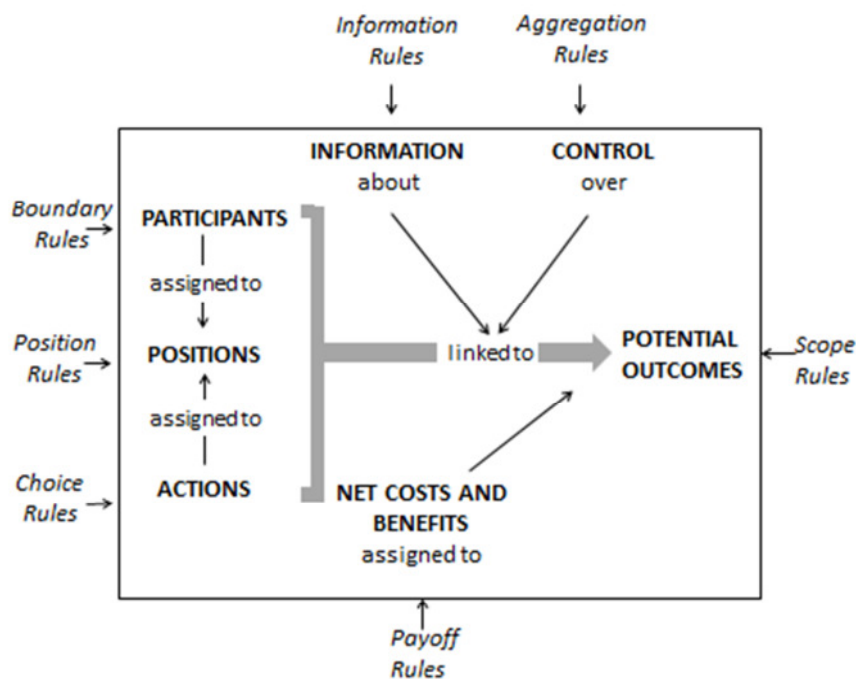 Information
Rules
Aggregation
Rules
INFORMATION
about
CONTROL
over
Boundary
Rules
PARTICIPANTS
assigned to
Position
Rules
POSITIONS
linked to
POTENTIAL
OUTCOMES
Scope
Rules
assigned to
Choice
Rules
ACTIONS
NET COSTS AND
BENEFITS
assigned to
Payoff
Rules